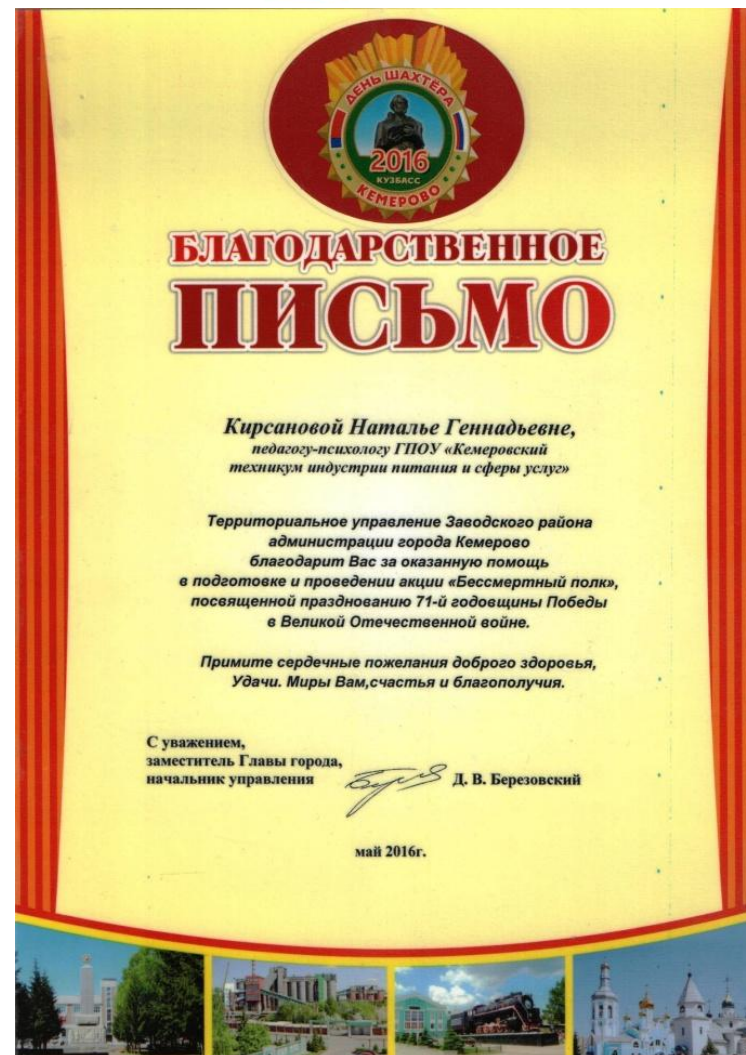 ДЕНЬ ШАХТЁРА
2016
КУЗБАСС
КЕМЕРОВО
БЛАГОДАРСТВЕННОЕ
ПИСЬМО
Кирсановой Наталье Геннадьевне,
педагогу-психологу ГПОУ «Кемеровский
техникум индустрии питания и сферы услуг»
Территориальное управление Заводского района
администрации города Кемерово
благодарит Вас за оказанную помощь
в подготовке и проведении акции «Бессмертный полк»,
посвященной празднованию 71-й годовщины Победы
в Великой Отечественной войне.
Примите сердечные пожелания доброго здоровья,
Удачи. Миры Вам,счастья и благополучия.
С уважением,
заместитель Главы города,
начальник управления Д. В. Березовский
май 2016г.